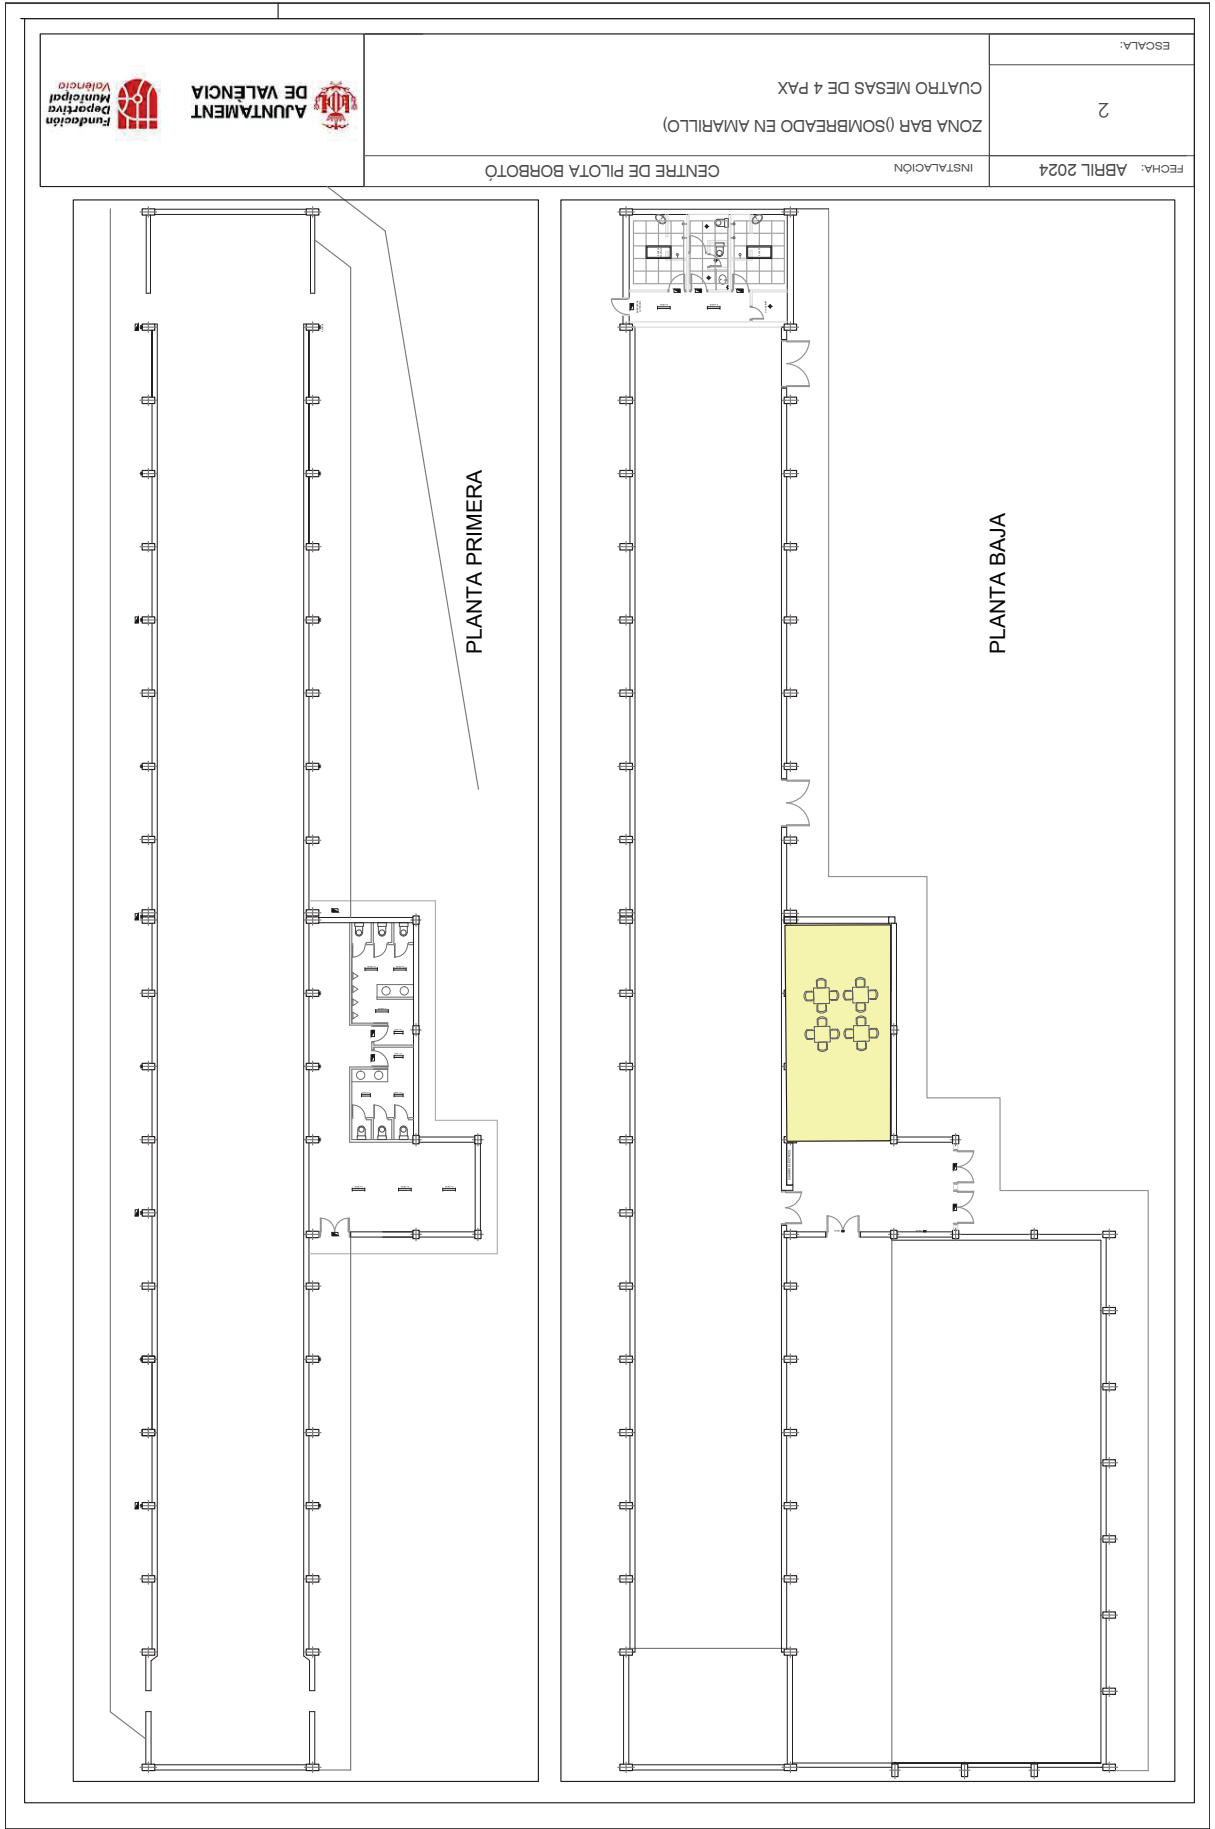 ESCALA:
2
FECHA: ABRIL 2024
CUATRO MESAS DE 4 PAX
ZONA BAR ()SOMBREADO EN AMARILLO)
INSTALACIÓN
CENTRE DE PILOTA BORBOTÓ
AJUNTAMENT
DE VALÈNCIA
Fundación
Deportiva
Municipal
València
PLANTA PRIMERA
PLANTA BAJA